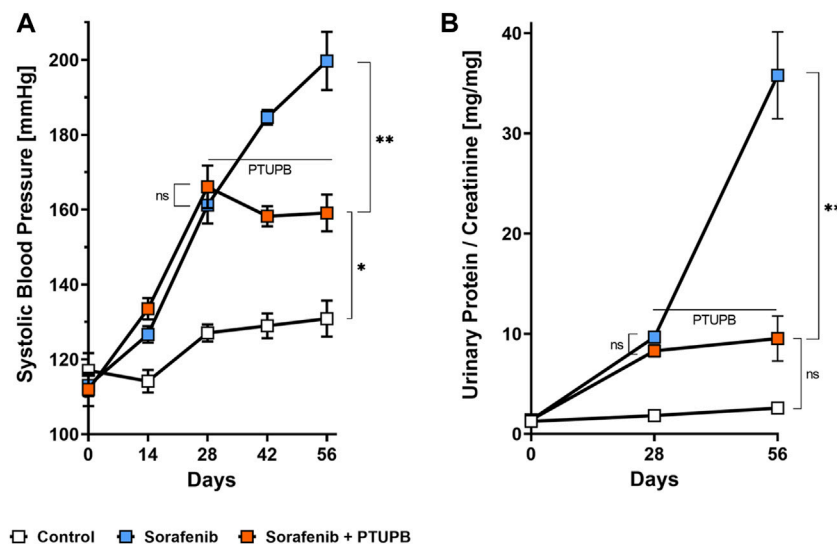 A
Systolic Blood Pressure [mmHg]
200
180
160
140
120
100
0
14
28
42
56
Days
ns
PTUPB
**
*
B
Urinary Protein / Creatinine [mg/mg]
40
30
20
10
0
0
28
56
Days
ns
PTUPB
**
ns
Control
Sorafenib
Sorafenib + PTUPB